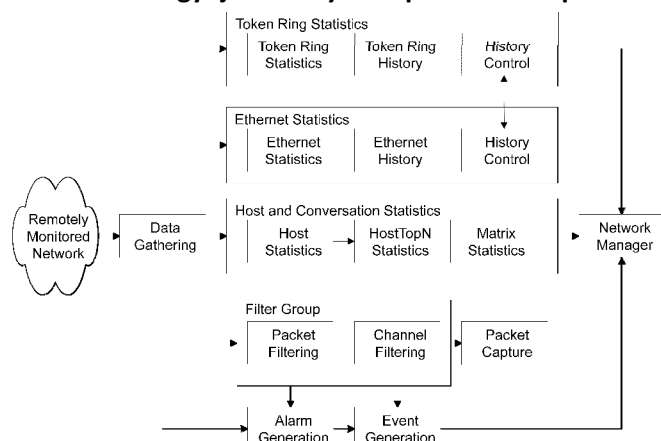 Token Ring Statistics
Token Ring Statistics
Token Ring History
History Control
Ethernet Statistics
Ethernet Statistics
Ethernet History
History Control
Remotely Monitored Network
Data Gathering
Host and Conversation Statistics
Host Statistics
HostTopN Statistics
Matrix Statistics
Network Manager
Filter Group
Packet Filtering
Channel Filtering
Packet Capture
Alarm Generation
Event Generation